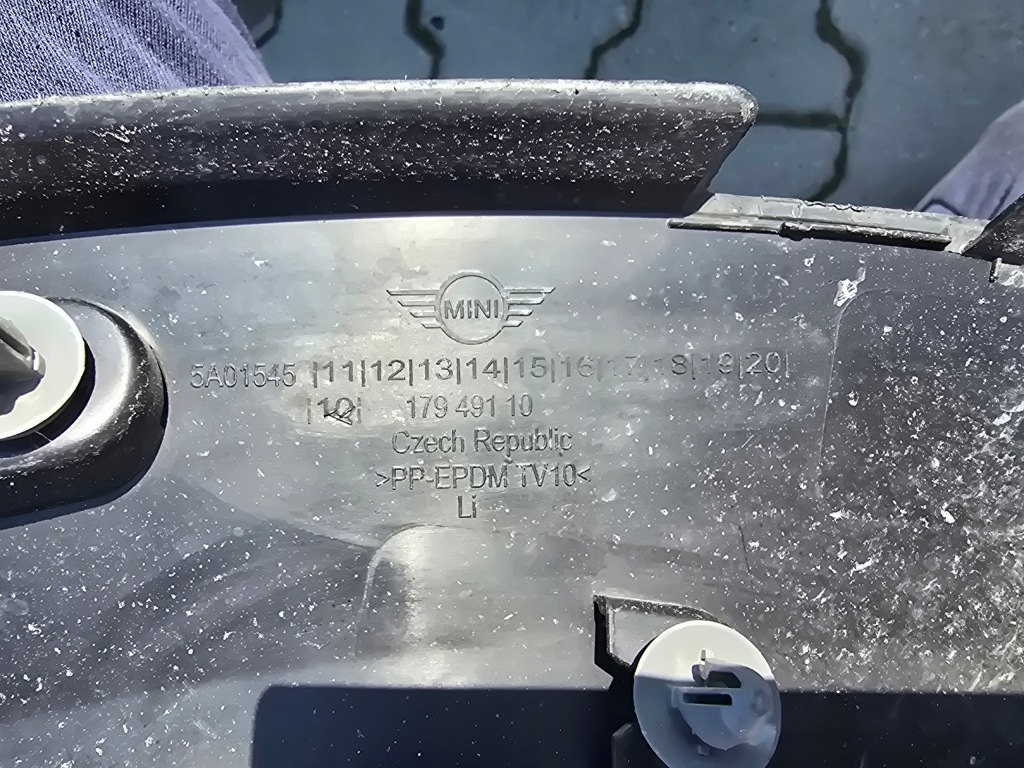 MINI
5A01545 |11|12|13|14|15|16|17|18|19|20|
|10| 179 491 10
Czech Republic
>PP-EPDM TV10<
Li